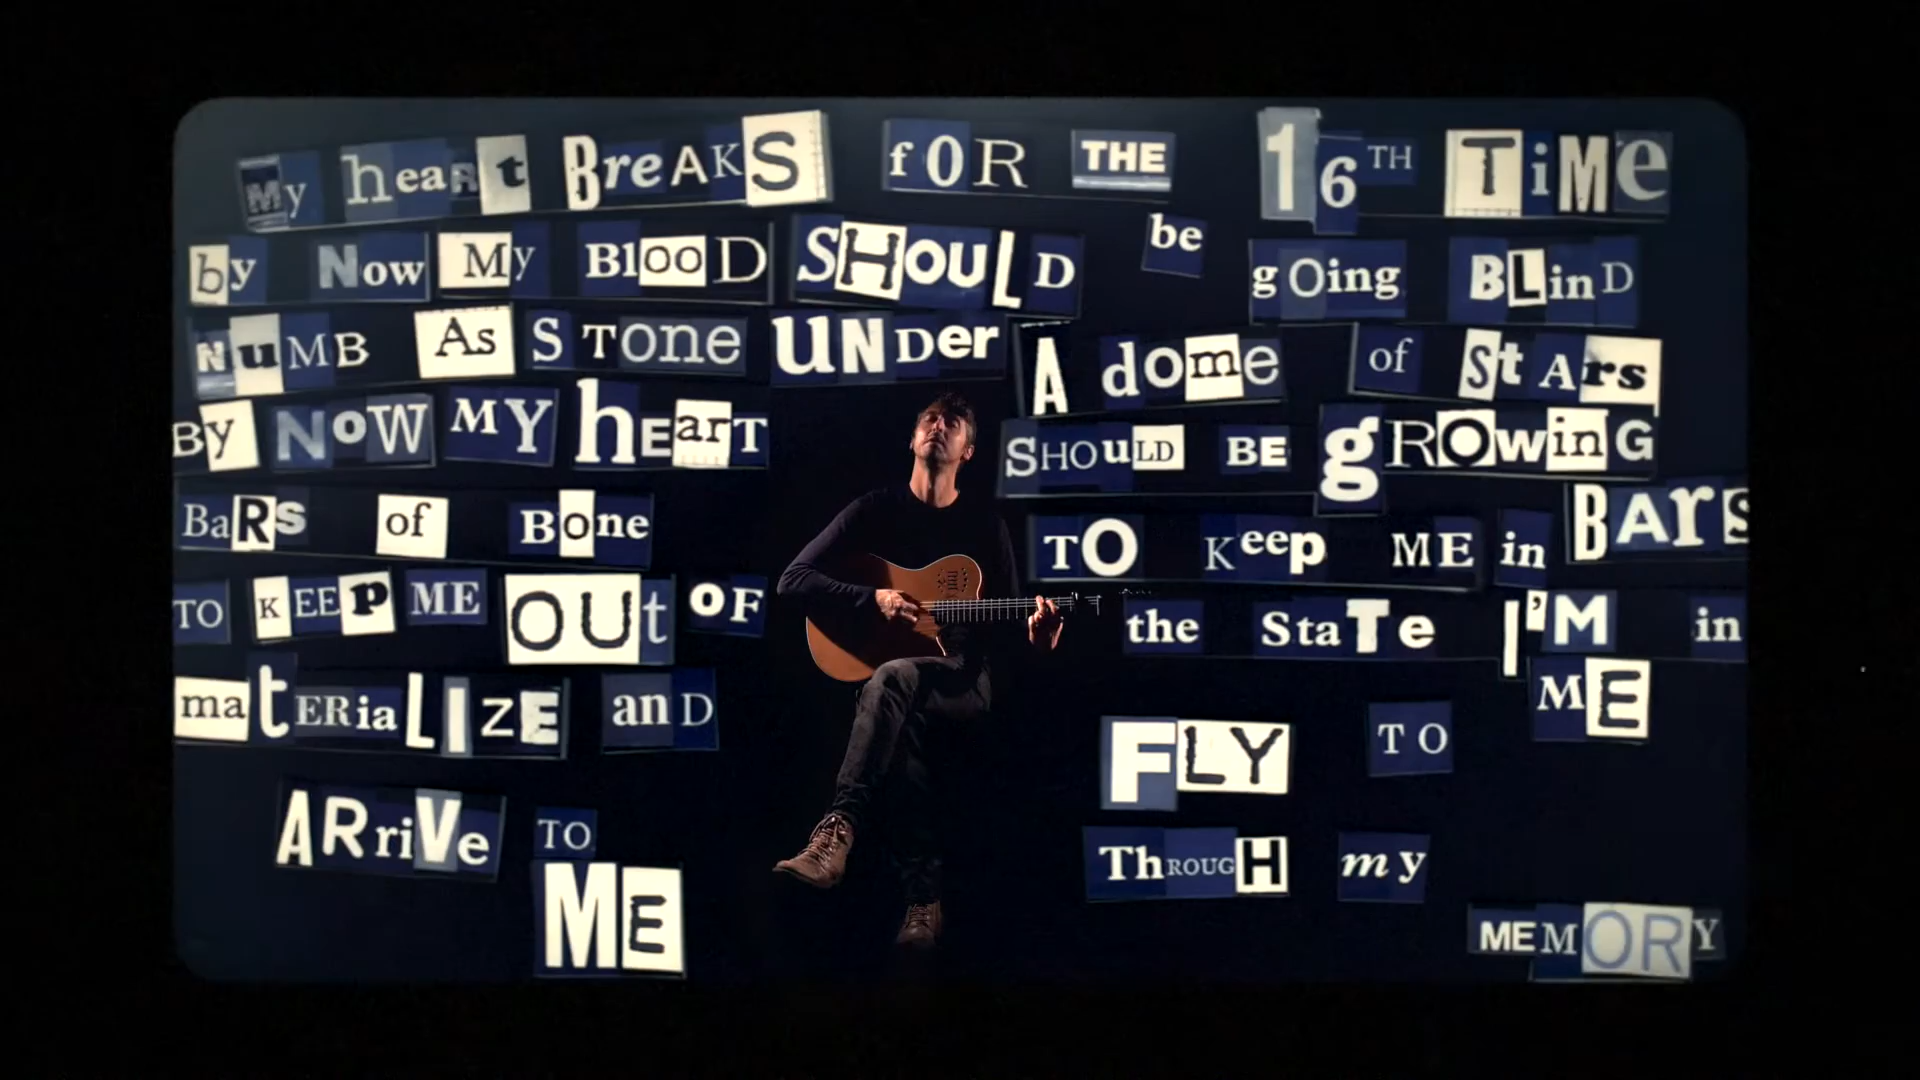 My heaRt BreAKS fOR THE 16TH TiMe
by Now My BlooD SHOULD be going BLinD
NuMB As STone UNDer A dome of StArs
By NoW MY hEarT SHOuLD BE gROwinG
BaRs of Bone BArs
TO Keep ME in
TO KEEp ME OUt oF the StaTe I'M in
matERiaLIZE anD ME
FLY TO
ARriVe TO ThROUGH my
ME MEMORY